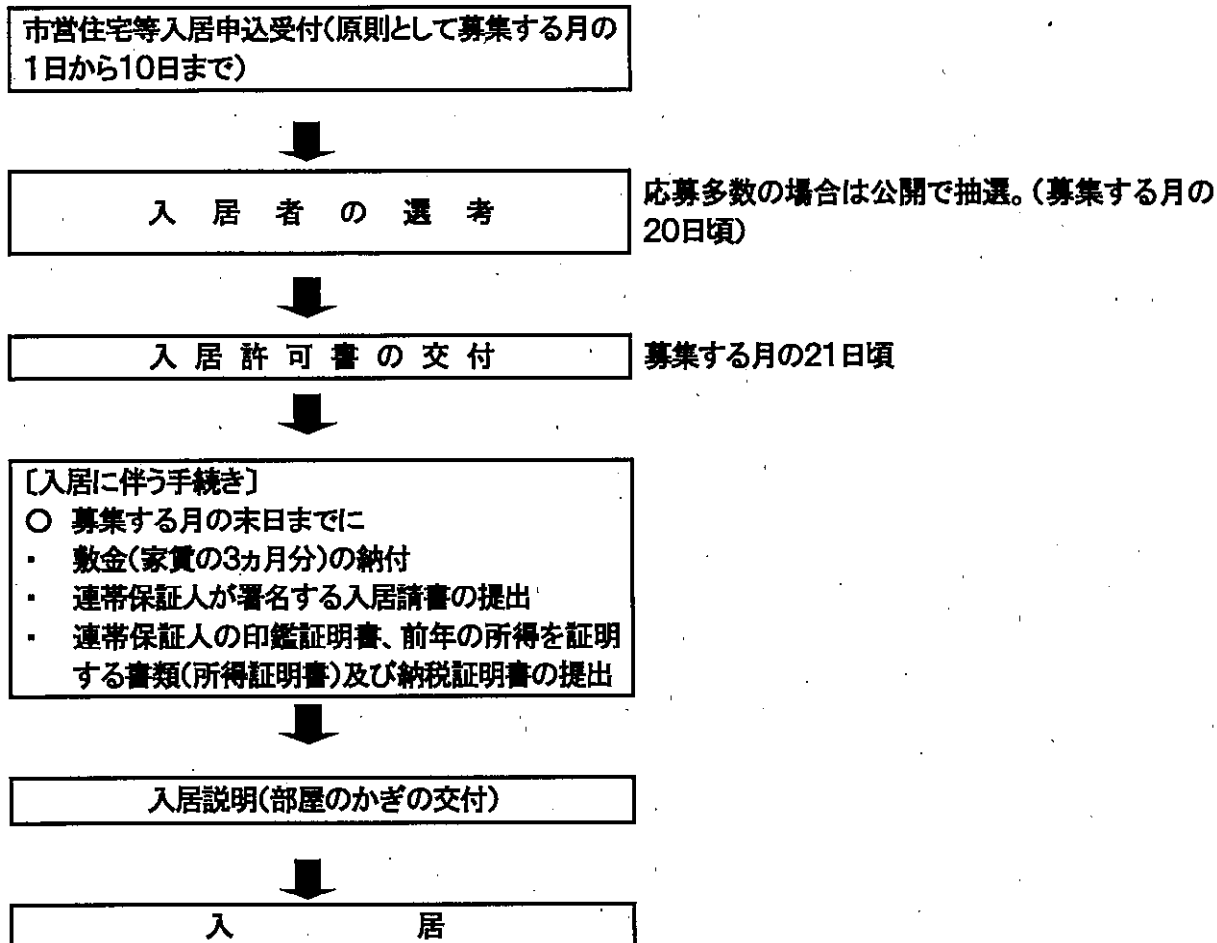 市営住宅等入居申込受付(原則として募集する月の
1日から10日まで)
入居者の選考
応募多数の場合は公開で抽選。(募集する月の
20日頃)
入居許可書の交付
募集する月の21日頃
〔入居に伴う手続き〕
○ 募集する月の末日までに
・ 敷金(家賃の3ヵ月分)の納付
・ 連帯保証人が署名する入居請書の提出
・ 連帯保証人の印鑑証明書、前年の所得を証明
する書類(所得証明書)及び納税証明書の提出
入居説明(部屋のかぎの交付)
入居